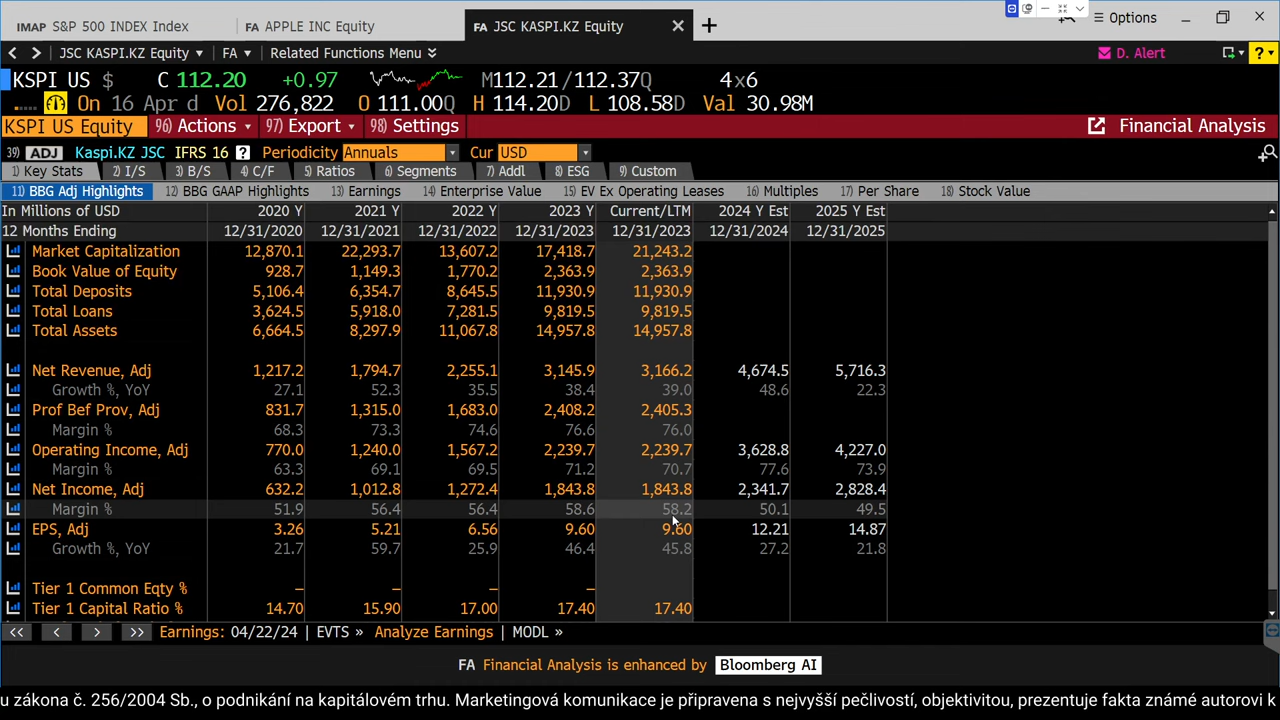 IMAP S&P 500 INDEX Index FA APPLE INC Equity FA JSC KASPI.KZ Equity
Options
JSC KASPI.KZ Equity FA Related Functions Menu D. Alert ?
KSPI US $ C 112.20 +0.97 M112.21/112.37Q 4x6
On 16 Apr d Vol 276,822 O 111.00Q H 114.20D L 108.58D Val 30.98M
KSPI US Equity 96) Actions 97) Export 98) Settings Financial Analysis
39) ADJ Kaspi.KZ JSC IFRS 16 ? Periodicity Annuals Cur USD
1) Key Stats 2) I/S 3) B/S 4) C/F 5) Ratios 6) Segments 7) Addl 8) ESG 9) Custom
11) BBG Adj Highlights 12) BBG GAAP Highlights 13) Earnings 14) Enterprise Value 15) EV Ex Operating Leases 16) Multiples 17) Per Share 18) Stock Value
In Millions of USD 2020 Y 2021 Y 2022 Y 2023 Y Current/LTM 2024 Y Est 2025 Y Est
12 Months Ending 12/31/2020 12/31/2021 12/31/2022 12/31/2023 12/31/2023 12/31/2024 12/31/2025
Market Capitalization 12,870.1 22,293.7 13,607.2 17,418.7 21,243.2
Book Value of Equity 928.7 1,149.3 1,770.2 2,363.9 2,363.9
Total Deposits 5,106.4 6,354.7 8,645.5 11,930.9 11,930.9
Total Loans 3,624.5 5,918.0 7,281.5 9,819.5 9,819.5
Total Assets 6,664.5 8,297.9 11,067.8 14,957.8 14,957.8
Net Revenue, Adj 1,217.2 1,794.7 2,255.1 3,145.9 3,166.2 4,674.5 5,716.3
Growth %, YoY 27.1 52.3 35.5 38.4 39.0 48.6 22.3
Prof Bef Prov, Adj 831.7 1,315.0 1,683.0 2,408.2 2,405.3
Margin % 68.3 73.3 74.6 76.6 76.0
Operating Income, Adj 770.0 1,240.0 1,567.2 2,239.7 2,239.7 3,628.8 4,227.0
Margin % 63.3 69.1 69.5 71.2 70.7 77.6 73.9
Net Income, Adj 632.2 1,012.8 1,272.4 1,843.8 1,843.8 2,341.7 2,828.4
Margin % 51.9 56.4 56.4 58.6 58.2 50.1 49.5
EPS, Adj 3.26 5.21 6.56 9.60 9.60 12.21 14.87
Growth %, YoY 21.7 59.7 25.9 46.4 45.8 27.2 21.8
Tier 1 Common Eqty % – – – –
Tier 1 Capital Ratio % 14.70 15.90 17.00 17.40 17.40
<< < > >> Earnings: 04/22/24 | EVTS » Analyze Earnings | MODL »
FA Financial Analysis is enhanced by Bloomberg AI
u zákona č. 256/2004 Sb., o podnikání na kapitálovém trhu. Marketingová komunikace je připravena s nejvyšší pečlivostí, objektivitou, prezentuje fakta známé autorovi k